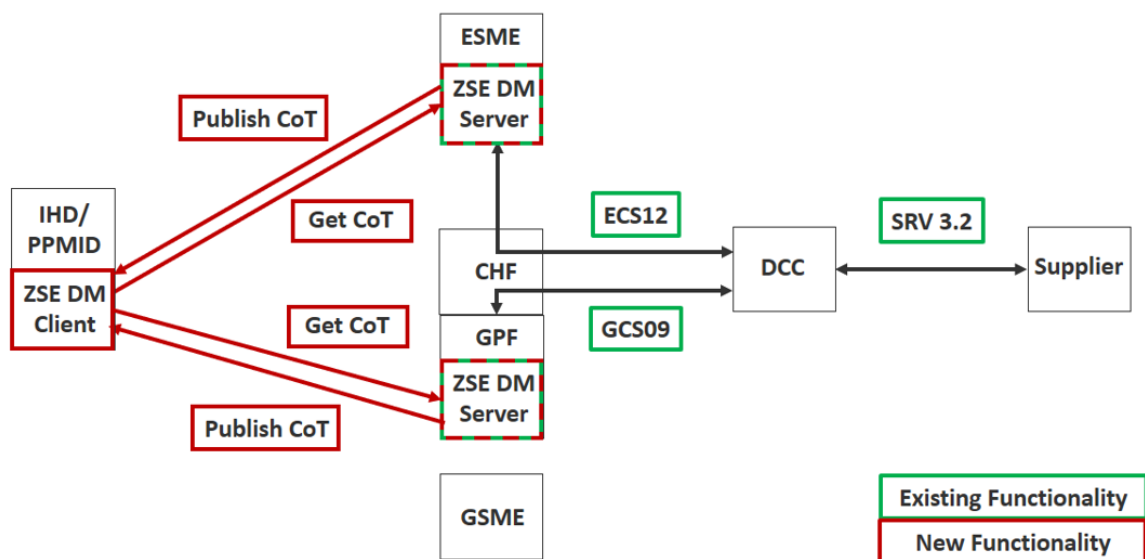 ESME
ZSE DM
Server
Publish CoT
Get CoT
IHD/
PPMID
ZSE DM
Client
ECS12
SRV 3.2
CHF
DCC
Supplier
Get CoT
GCS09
GPF
ZSE DM
Server
Publish CoT
GSME
Existing Functionality
New Functionality